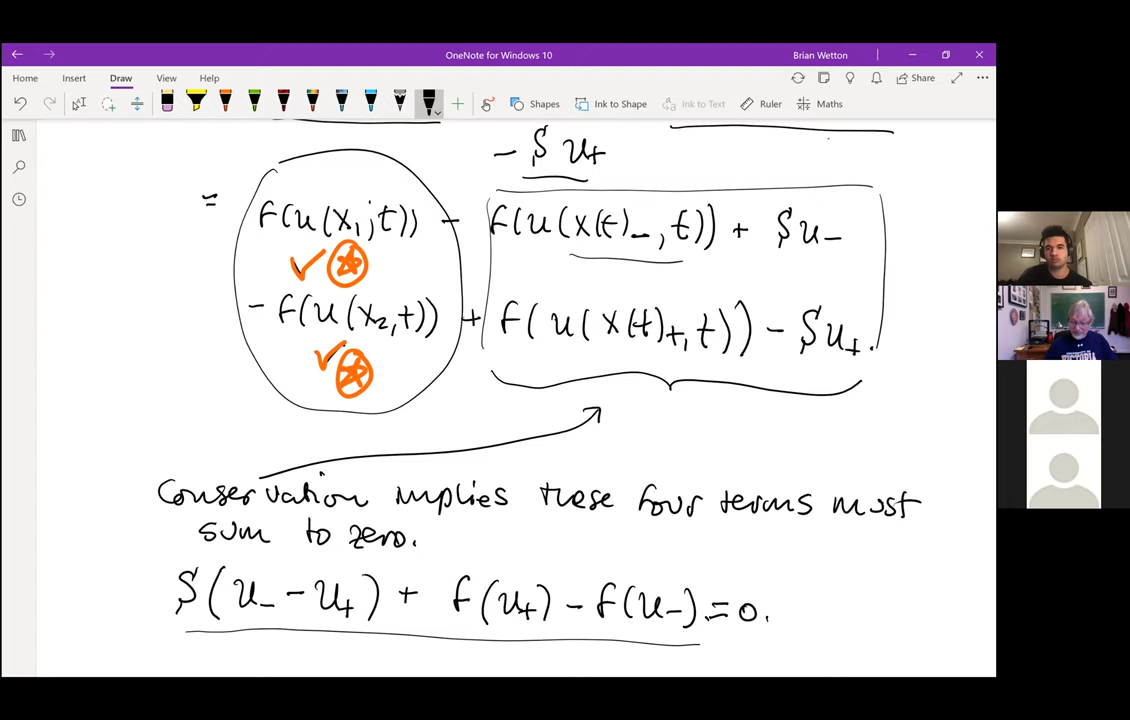 OneNote for Windows 10
Brian Wetton
Home Insert Draw View Help
Share
Shapes
Ink to Shape
Ink to Text
Ruler
Maths
- $ u+
= f(u(x₁,t)) - f(u(x(t)₋,t)) + $u₋
- f(u(x₂,t)) + f(u(x(t)₊,t)) - $u₊.
Conservation implies these four terms must
sum to zero.
$(u₋ - u₊) + f(u₊) - f(u₋) = 0.
VICTORIA